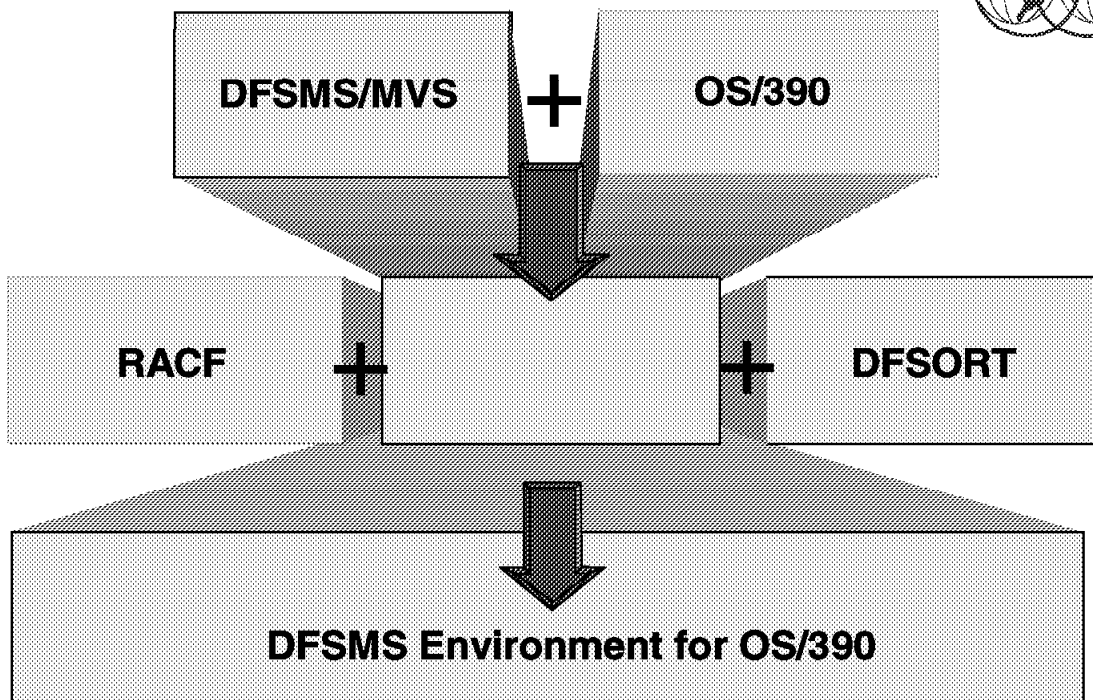 DFSMS/MVS + OS/390
RACF + + DFSORT
DFSMS Environment for OS/390